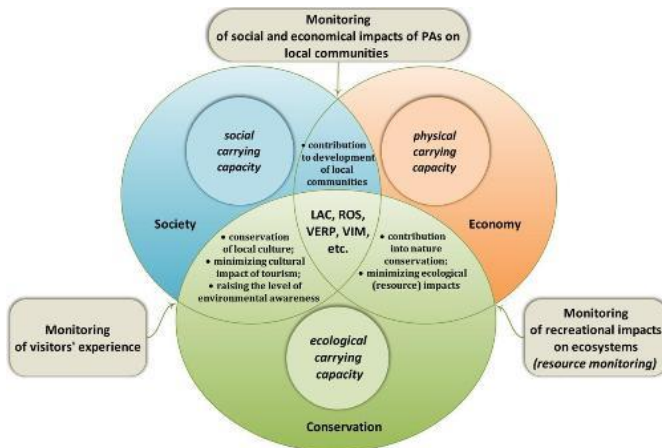 Monitoring
of social and economical impacts of PAs on
local communities
social
carrying
capacity
physical
carrying
capacity
• contribution
to development
of local
communities
Society
Economy
LAC, ROS,
VERP, VIM,
etc.
• conservation
of local culture;
• minimizing cultural
impact of tourism;
• raising the level of
environmental awareness
• contribution
into nature
conservation;
• minimizing ecological
(resource) impacts
Monitoring
of visitors' experience
Monitoring
of recreational impacts
on ecosystems
(resource monitoring)
ecological
carrying
capacity
Conservation